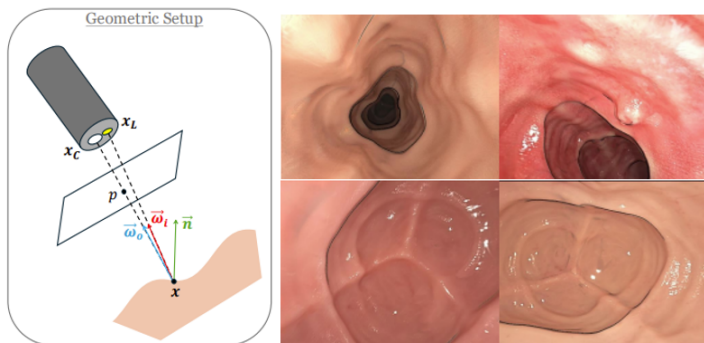 Geometric Setup
x_L
x_C
p
ω_o
ω_i
n
x